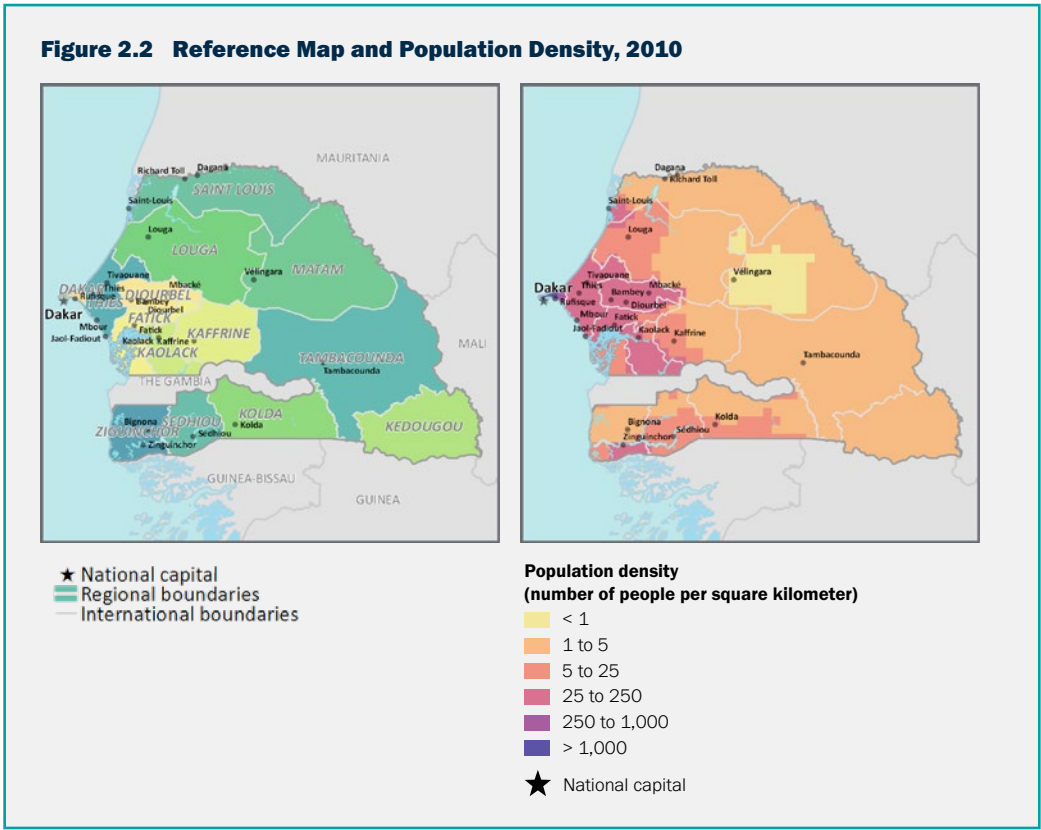 Figure 2.2 Reference Map and Population Density, 2010
MAURITANIA
Richard Toll
Dagana
SAINT LOUIS
Saint-Louis
Louga
LOUGA
MATAM
Vélingara
Tivaouane
DAKAR
Thies
THIES
Rufisque
DIOURBEL
Mbacké
Bambey
Diourbel
Dakar
FATICK
Mbour
Fatick
Jaol-Fadiout
Kaolack
Kaffrine
KAFFRINE
KAOLACK
MALI
TAMBACOUNDA
Tambacounda
THE GAMBIA
Bignona
SEDHIOU
KOLDA
Kolda
ZIGUINCHOR
Sédhiou
Zinguinchor
KEDOUGOU
GUINEA-BISSAU
GUINEA
Dagana
Richard Toll
Saint-Louis
Louga
Vélingara
Tivaouane
Thies
Mbacké
Dakar
Bambey
Rufisque
Diourbel
Mbour
Fatick
Jaol-Fadiout
Kaolack
Kaffrine
Tambacounda
Bignona
Kolda
Zinguinchor
Sédhiou
National capital
Regional boundaries
International boundaries
Population density
(number of people per square kilometer)
< 1
1 to 5
5 to 25
25 to 250
250 to 1,000
> 1,000
National capital